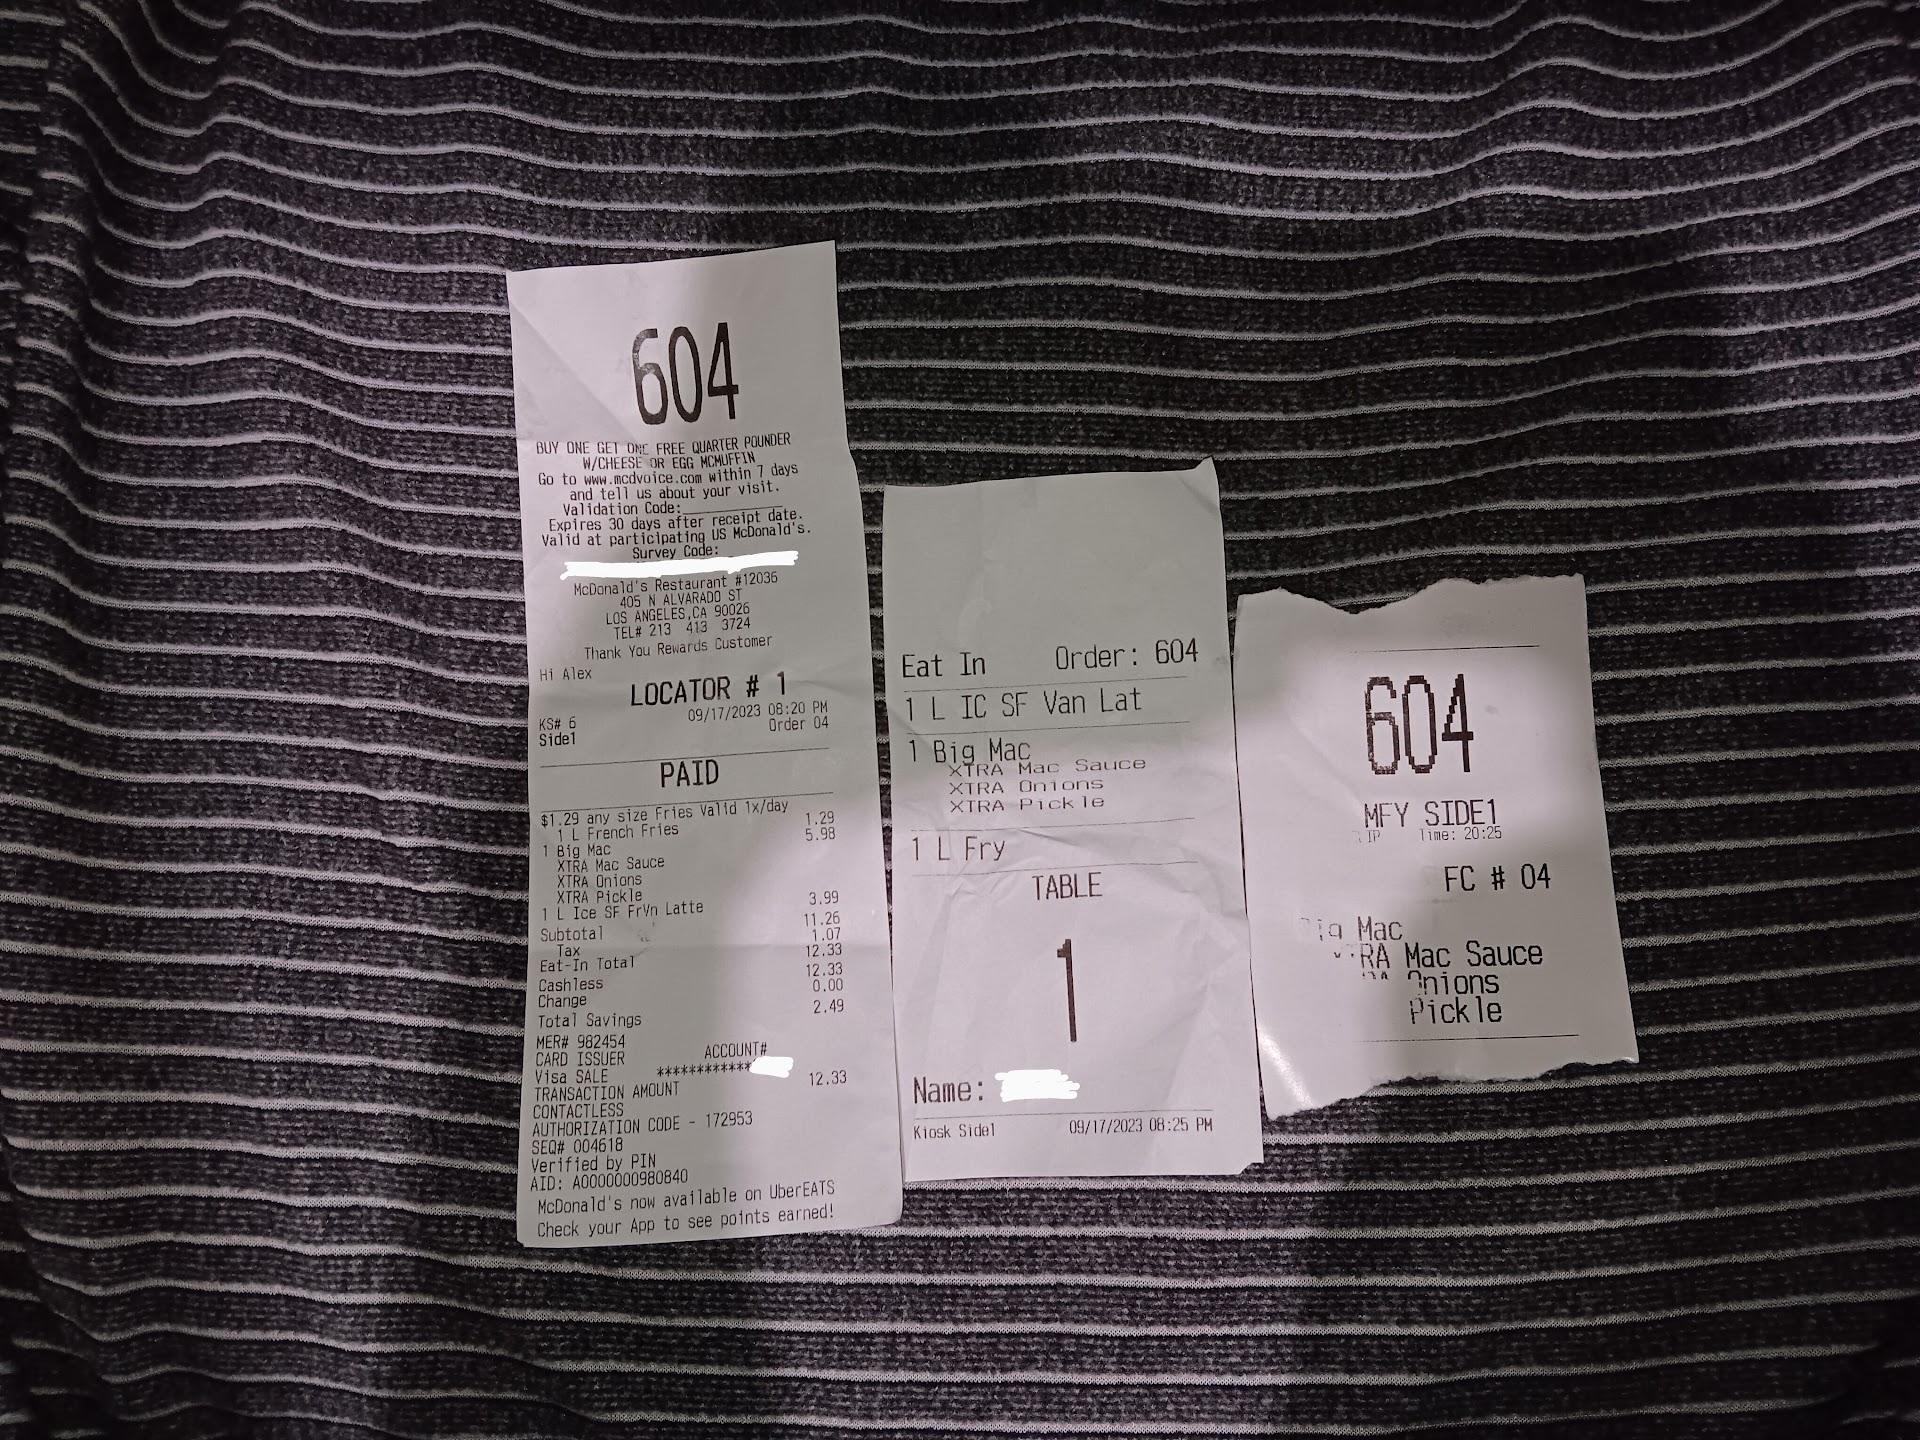 604
BUY ONE GET ONE FREE QUARTER POUNDER
W/CHEESE OR EGG MCMUFFIN
Go to www.mcdvoice.com within 7 days
and tell us about your visit.
Validation Code:
Expires 30 days after receipt date.
Valid at participating US McDonald's.
Survey Code:
McDonald's Restaurant #12036
405 N ALVARADO ST
LOS ANGELES,CA 90026
TEL# 213 413 3724
Thank You Rewards Customer
Hi Alex
LOCATOR # 1
KS# 6 09/17/2023 08:20 PM
Side1 Order 04
PAID
$1.29 any size Fries Valid 1x/day
1 L French Fries 1.29
1 Big Mac 5.98
XTRA Mac Sauce
XTRA Onions
XTRA Pickle
1 L Ice SF FrVn Latte 3.99
Subtotal 11.26
Tax 1.07
Eat-In Total 12.33
Cashless 12.33
Change 0.00
Total Savings 2.49
MER# 982454
CARD ISSUER ACCOUNT#
Visa SALE ************
TRANSACTION AMOUNT 12.33
CONTACTLESS
AUTHORIZATION CODE - 172953
SEQ# 004618
Verified by PIN
AID: A0000000980840
McDonald's now available on UberEATS
Check your App to see points earned!
Eat In Order: 604
1 L IC SF Van Lat
1 Big Mac
XTRA Mac Sauce
XTRA Onions
XTRA Pickle
1 L Fry
TABLE
1
Name:
Kiosk Side1 09/17/2023 08:25 PM
604
MFY SIDE1
Time: 20:25
FC # 04
Mac
Mac Sauce
Onions
Pickle